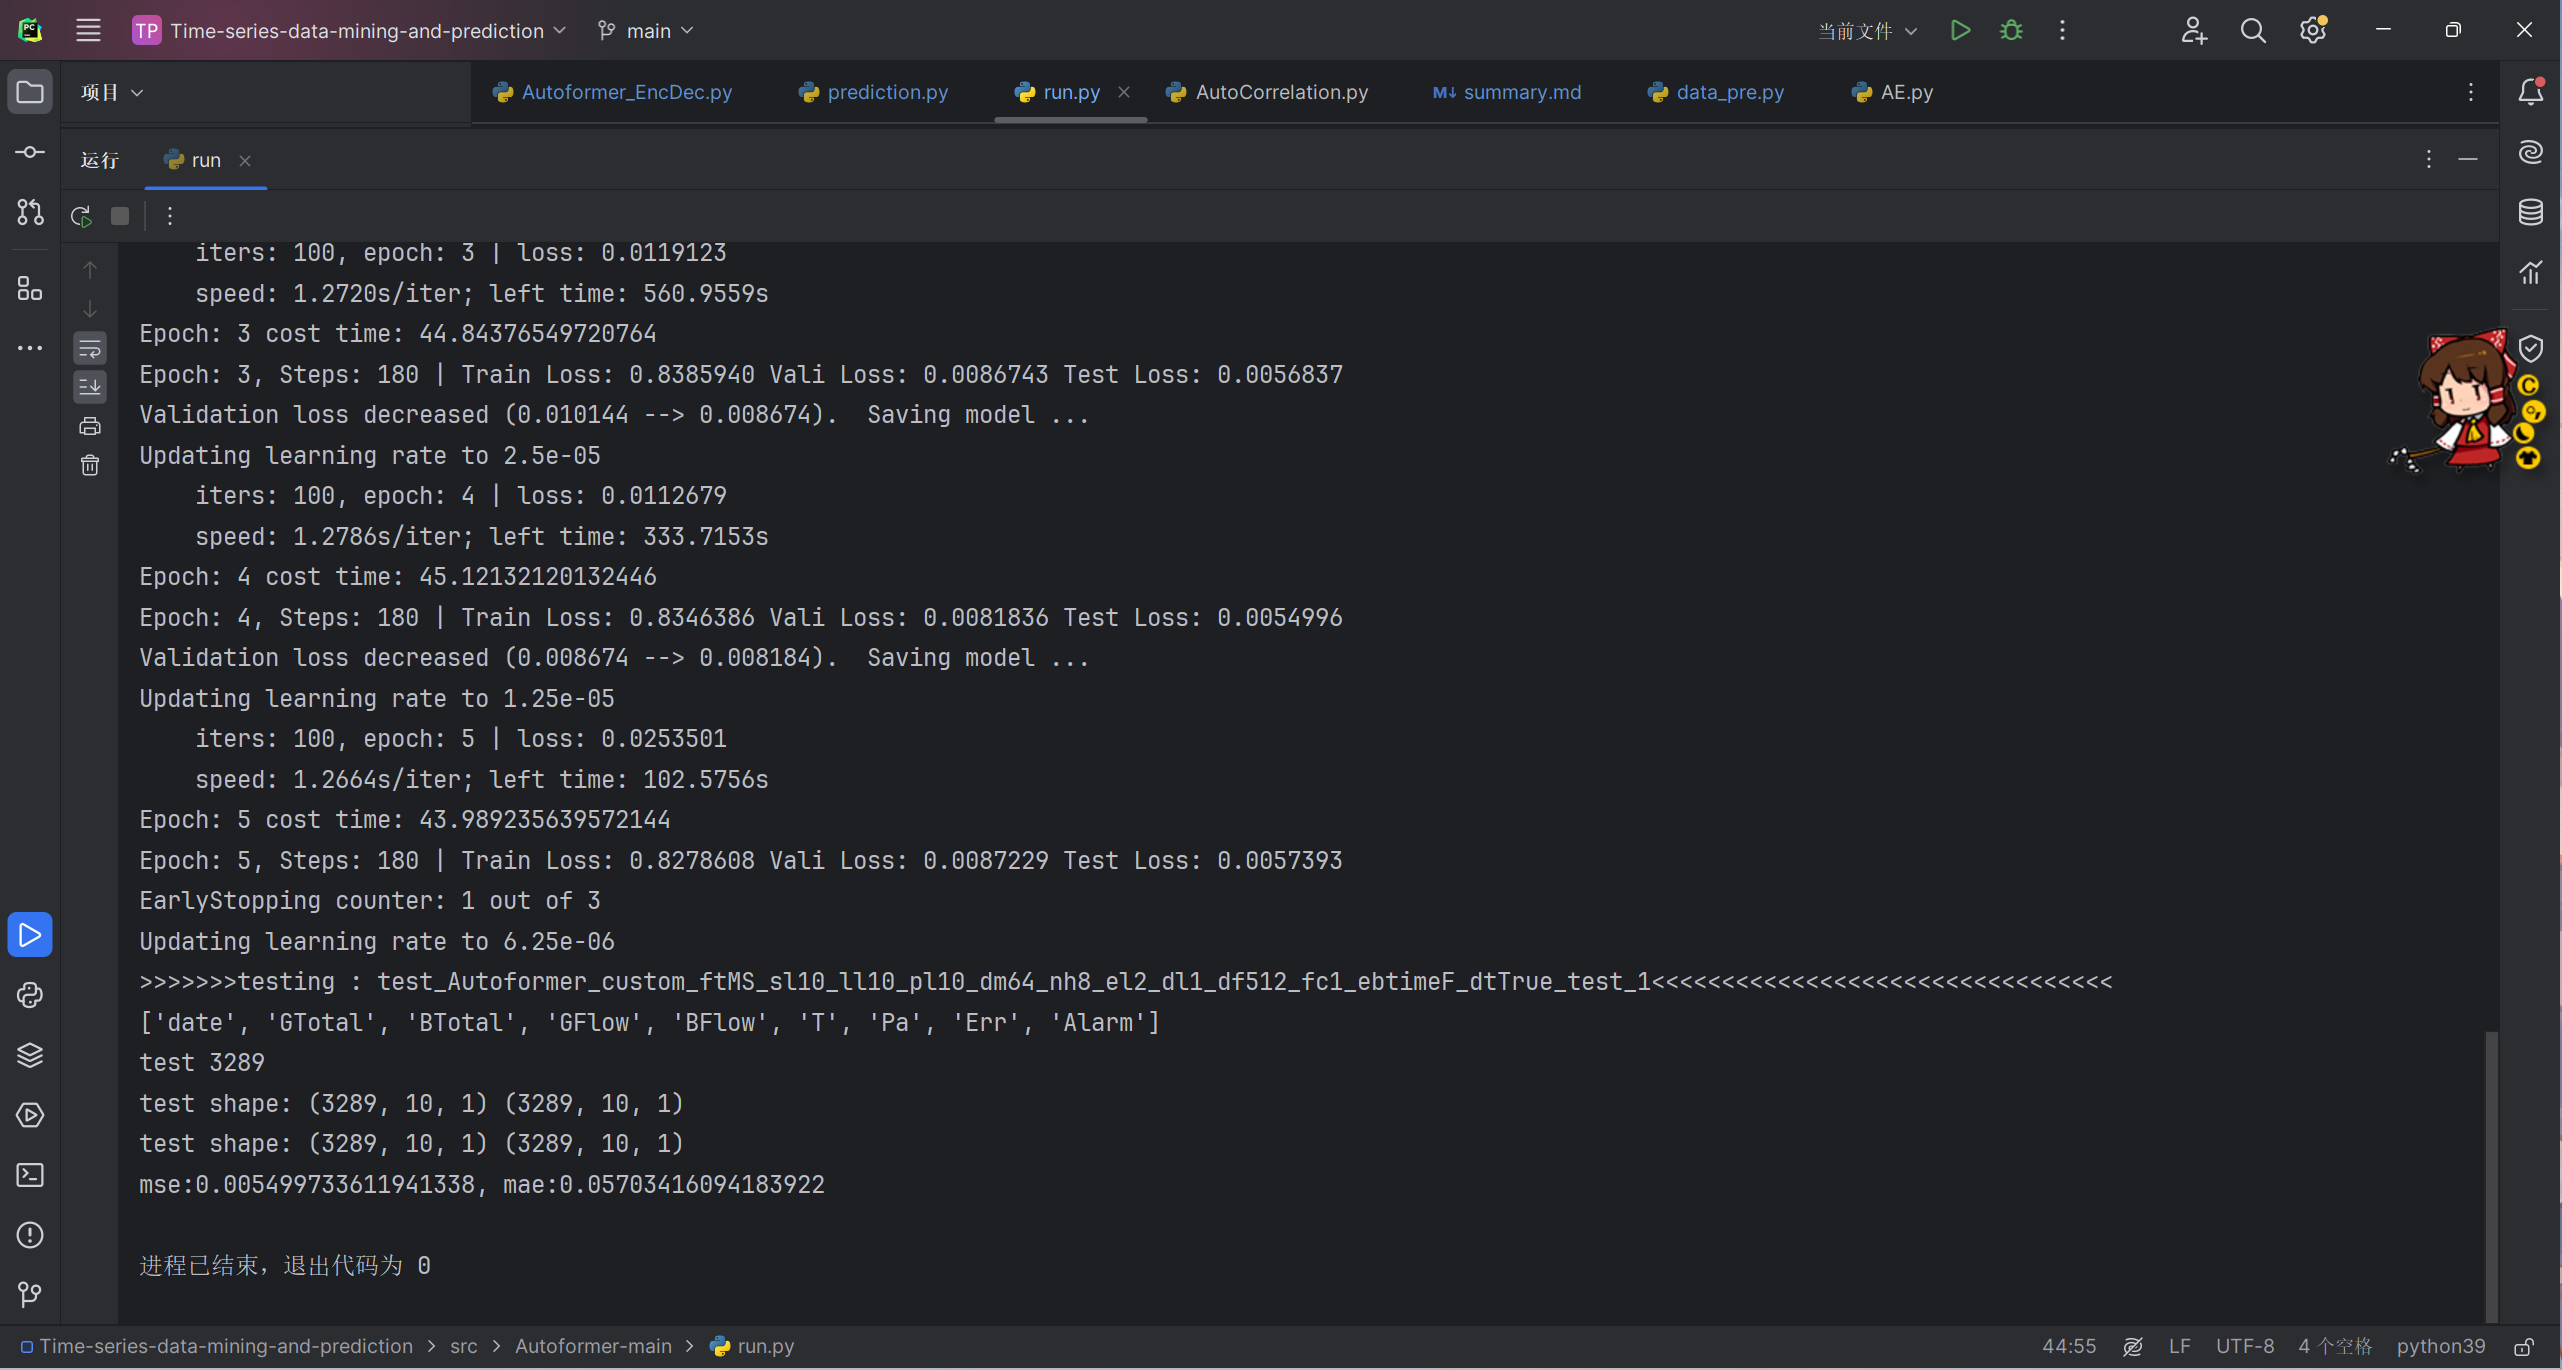 TP Time-series-data-mining-and-prediction main 当前文件
项目 Autoformer_EncDec.py prediction.py run.py AutoCorrelation.py M↓ summary.md data_pre.py AE.py
运行 run
iters: 100, epoch: 3 | loss: 0.0119123
speed: 1.2720s/iter; left time: 560.9559s
Epoch: 3 cost time: 44.84376549720764
Epoch: 3, Steps: 180 | Train Loss: 0.8385940 Vali Loss: 0.0086743 Test Loss: 0.0056837
Validation loss decreased (0.010144 --> 0.008674).  Saving model ...
Updating learning rate to 2.5e-05
iters: 100, epoch: 4 | loss: 0.0112679
speed: 1.2786s/iter; left time: 333.7153s
Epoch: 4 cost time: 45.12132120132446
Epoch: 4, Steps: 180 | Train Loss: 0.8346386 Vali Loss: 0.0081836 Test Loss: 0.0054996
Validation loss decreased (0.008674 --> 0.008184).  Saving model ...
Updating learning rate to 1.25e-05
iters: 100, epoch: 5 | loss: 0.0253501
speed: 1.2664s/iter; left time: 102.5756s
Epoch: 5 cost time: 43.989235639572144
Epoch: 5, Steps: 180 | Train Loss: 0.8278608 Vali Loss: 0.0087229 Test Loss: 0.0057393
EarlyStopping counter: 1 out of 3
Updating learning rate to 6.25e-06
>>>>>>>testing : test_Autoformer_custom_ftMS_sl10_ll10_pl10_dm64_nh8_el2_dl1_df512_fc1_ebtimeF_dtTrue_test_1<<<<<<<<<<<<<<<<<<<<<<<<<<<<<<<<<
['date', 'GTotal', 'BTotal', 'GFlow', 'BFlow', 'T', 'Pa', 'Err', 'Alarm']
test 3289
test shape: (3289, 10, 1) (3289, 10, 1)
test shape: (3289, 10, 1) (3289, 10, 1)
mse:0.005499733611941338, mae:0.05703416094183922
进程已结束，退出代码为 0
Time-series-data-mining-and-prediction > src > Autoformer-main > run.py 44:55 LF UTF-8 4 个空格 python39